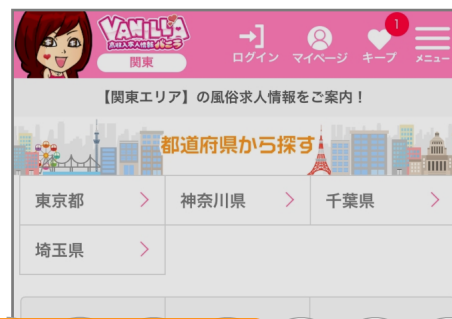 VANILLA
高収入求人情報 バニラ
関東
ログイン
マイページ
1
キープ
メニュー
【関東エリア】の風俗求人情報をご案内！
都道府県から探す
東京都
神奈川県
千葉県
埼玉県